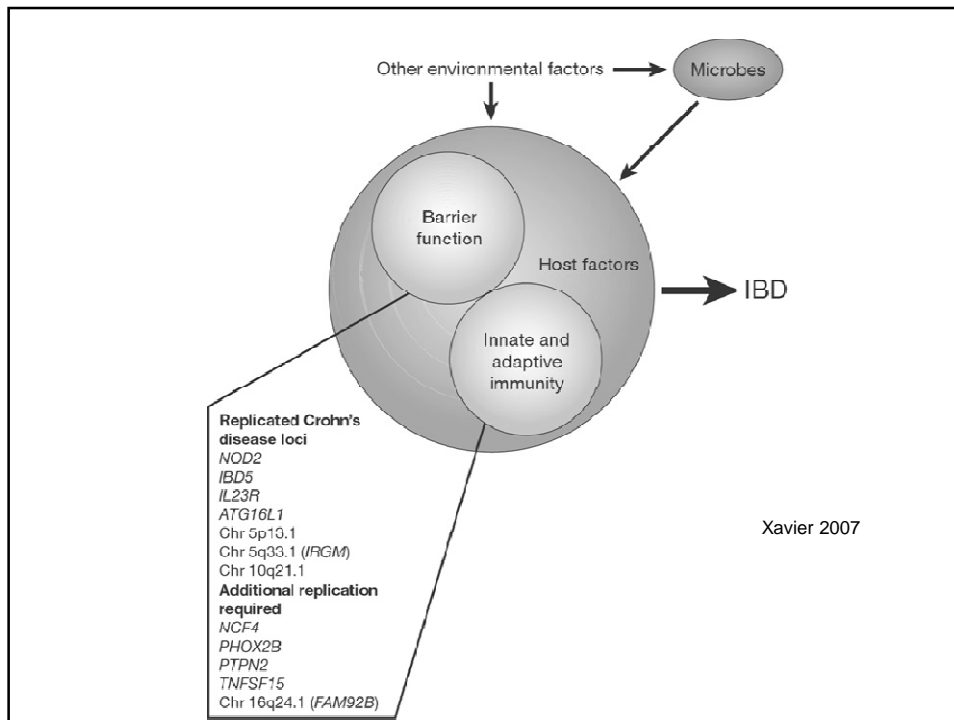 Other environmental factors
Microbes
Barrier
function
Host factors
IBD
Innate and
adaptive
immunity
Replicated Crohn's
disease loci
NOD2
IBD5
IL23R
ATG16L1
Chr 5p13.1
Chr 5q33.1 (IRGM)
Chr 10q21.1
Additional replication
required
NCF4
PHOX2B
PTPN2
TNFSF15
Chr 16q24.1 (FAM92B)
Xavier 2007